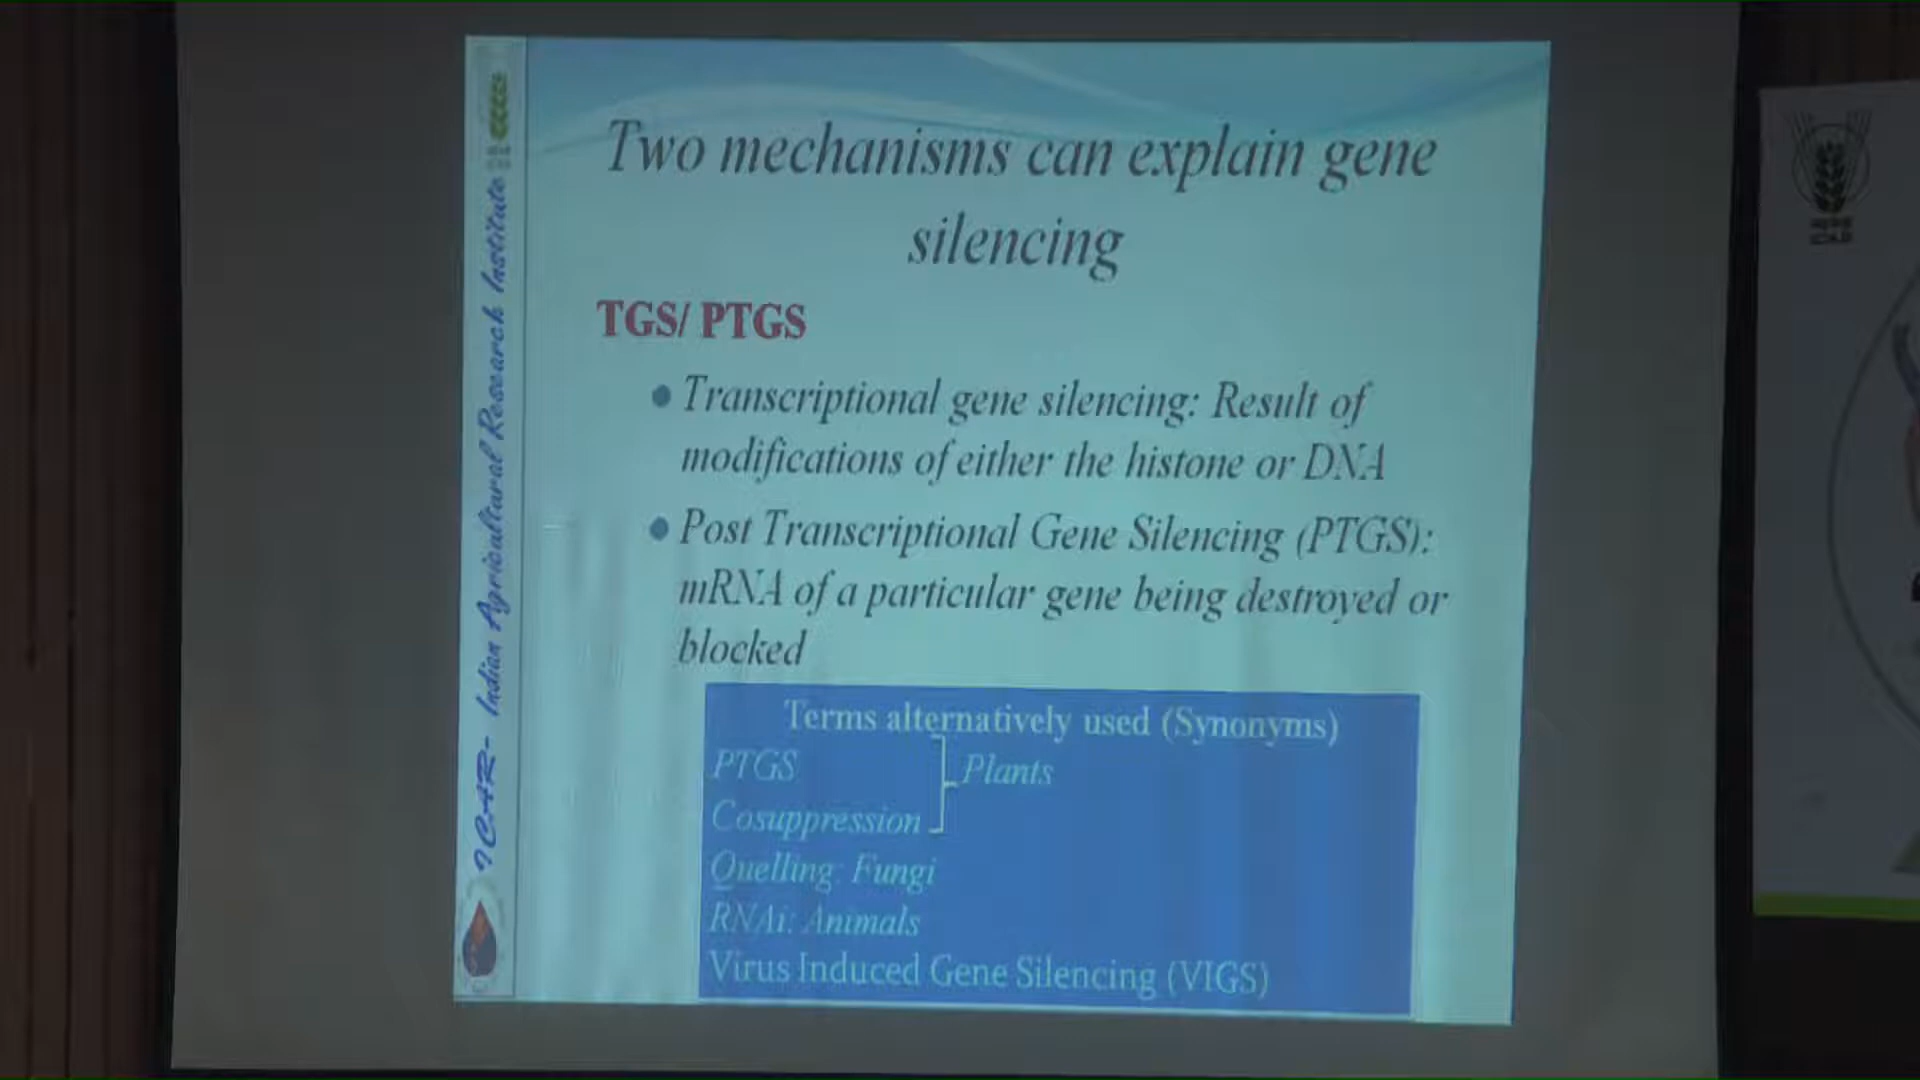 Two mechanisms can explain gene
silencing
TGS/ PTGS
Transcriptional gene silencing: Result of
modifications of either the histone or DNA
Post Transcriptional Gene Silencing (PTGS):
mRNA of a particular gene being destroyed or
blocked
Terms alternatively used (Synonyms)
PTGS
Plants
Cosuppression
Quelling: Fungi
RNAi: Animals
Virus Induced Gene Silencing (VIGS)
ICAR- Indian Agricultural Research Institute